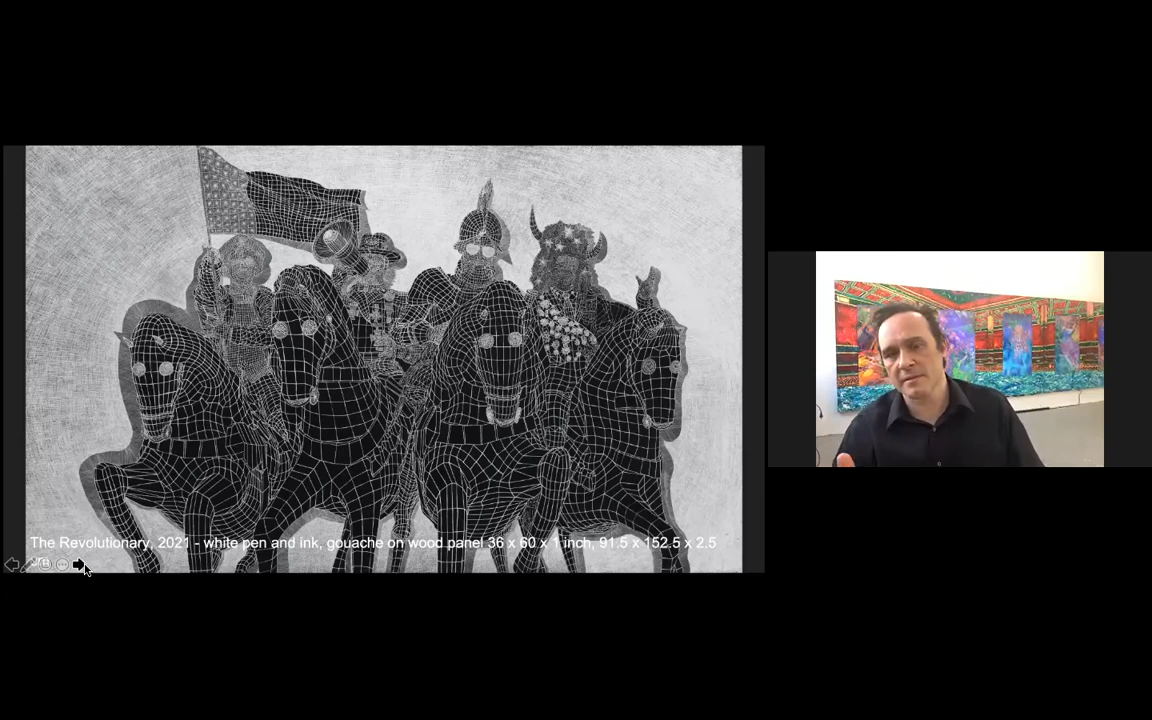 The Revolutionary, 2021 - white pen and ink, gouache on wood panel 36 x 60 x 1 inch, 91.5 x 152.5 x 2.5
cm